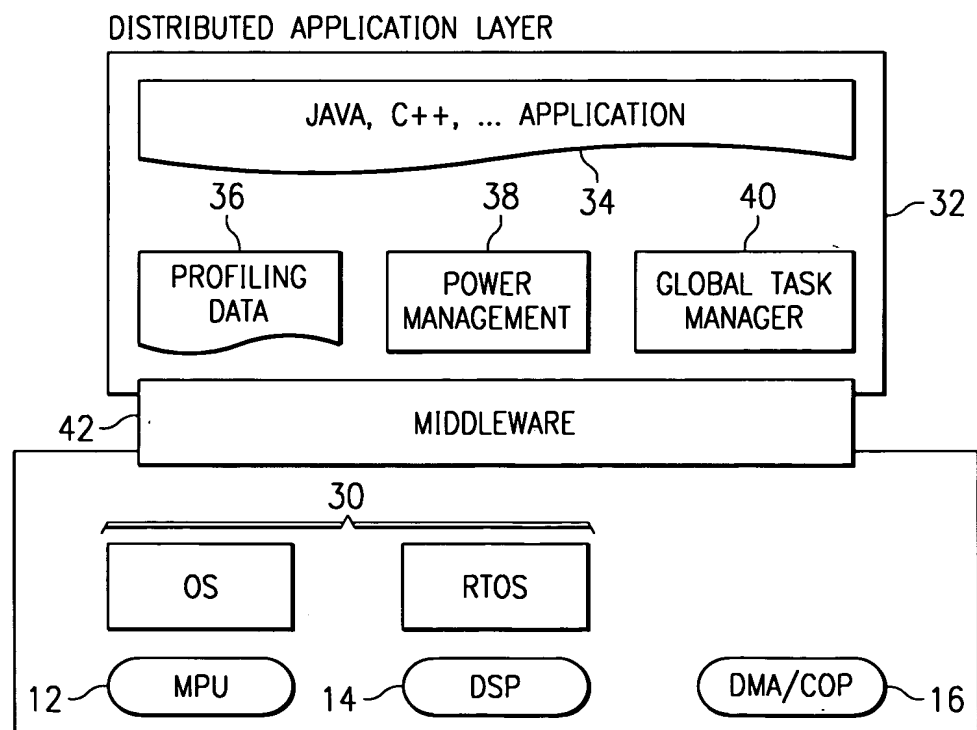 DISTRIBUTED APPLICATION LAYER
JAVA, C++, ... APPLICATION
34
36
38
40
32
PROFILING
DATA
POWER
MANAGEMENT
GLOBAL TASK
MANAGER
42
MIDDLEWARE
30
OS
RTOS
12
MPU
14
DSP
DMA/COP
16